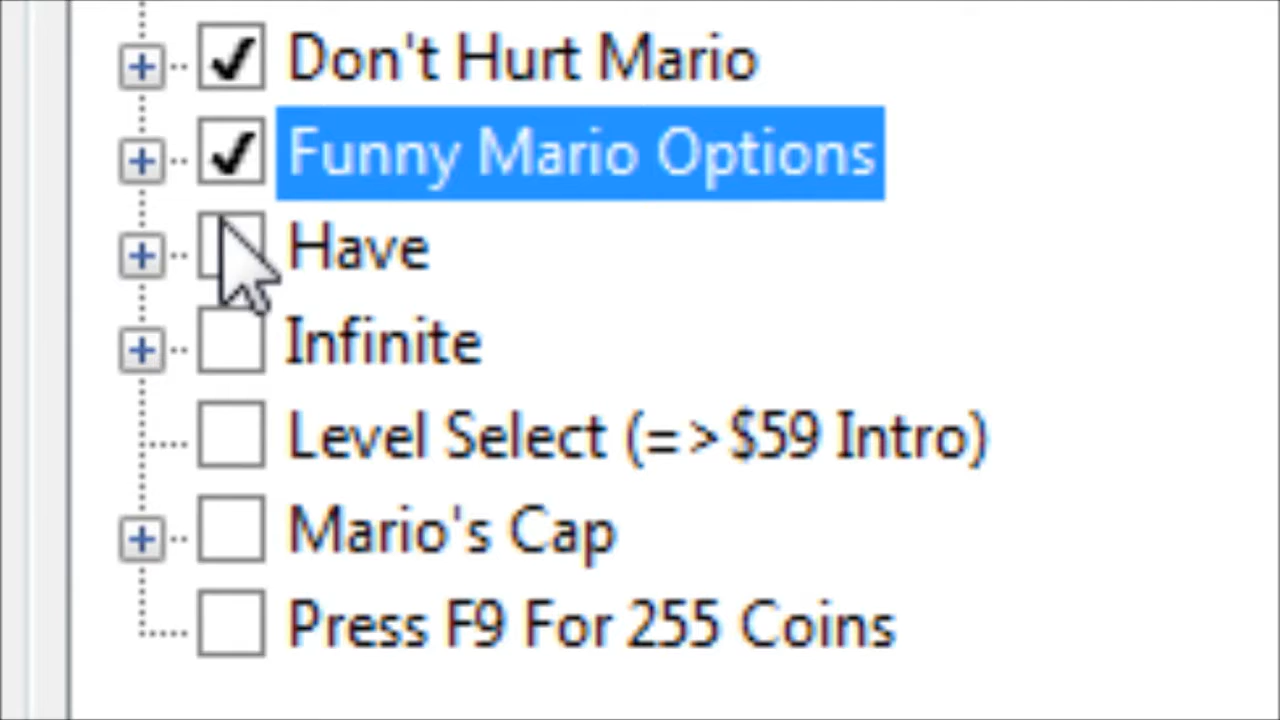 Don't Hurt Mario
Funny Mario Options
Have
Infinite
Level Select (=>$59 Intro)
Mario's Cap
Press F9 For 255 Coins